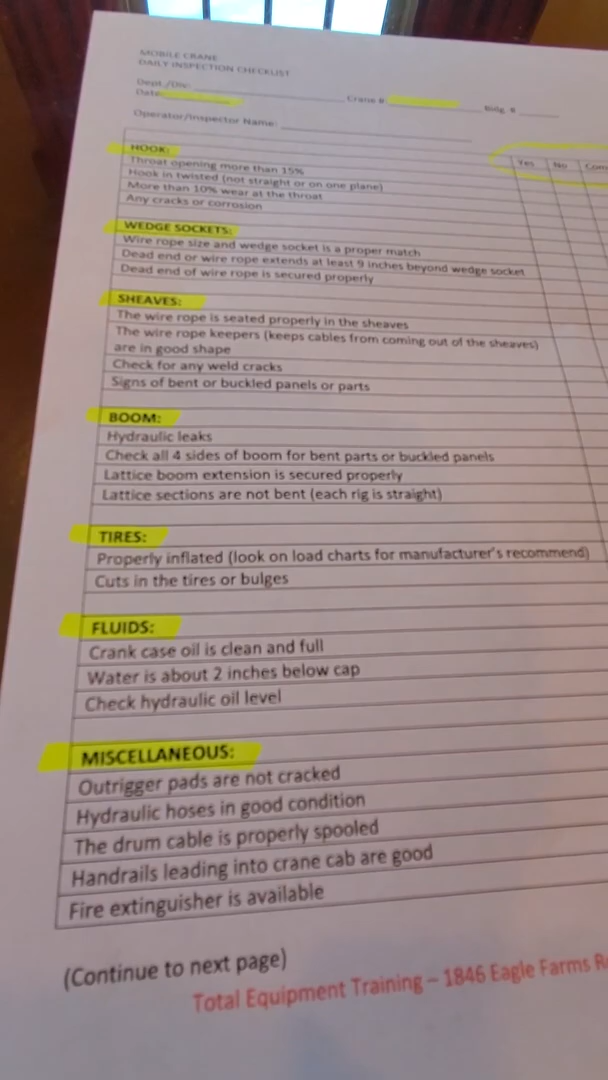 MOBILE CRANE
DAILY INSPECTION CHECKLIST
Dept./Div: Crane # Bldg. #
Date:
Operator/Inspector Name:
Yes No Com
HOOK:
Throat opening more than 15%
Hook in twisted (not straight or on one plane)
More than 10% wear at the throat
Any cracks or corrosion
WEDGE SOCKETS:
Wire rope size and wedge socket is a proper match
Dead end or wire rope extends at least 9 inches beyond wedge socket
Dead end of wire rope is secured properly
SHEAVES:
The wire rope is seated properly in the sheaves
The wire rope keepers (keeps cables from coming out of the sheaves)
are in good shape
Check for any weld cracks
Signs of bent or buckled panels or parts
BOOM:
Hydraulic leaks
Check all 4 sides of boom for bent parts or buckled panels
Lattice boom extension is secured properly
Lattice sections are not bent (each rig is straight)
TIRES:
Properly inflated (look on load charts for manufacturer's recommend)
Cuts in the tires or bulges
FLUIDS:
Crank case oil is clean and full
Water is about 2 inches below cap
Check hydraulic oil level
MISCELLANEOUS:
Outrigger pads are not cracked
Hydraulic hoses in good condition
The drum cable is properly spooled
Handrails leading into crane cab are good
Fire extinguisher is available
(Continue to next page)
Total Equipment Training – 1846 Eagle Farms R